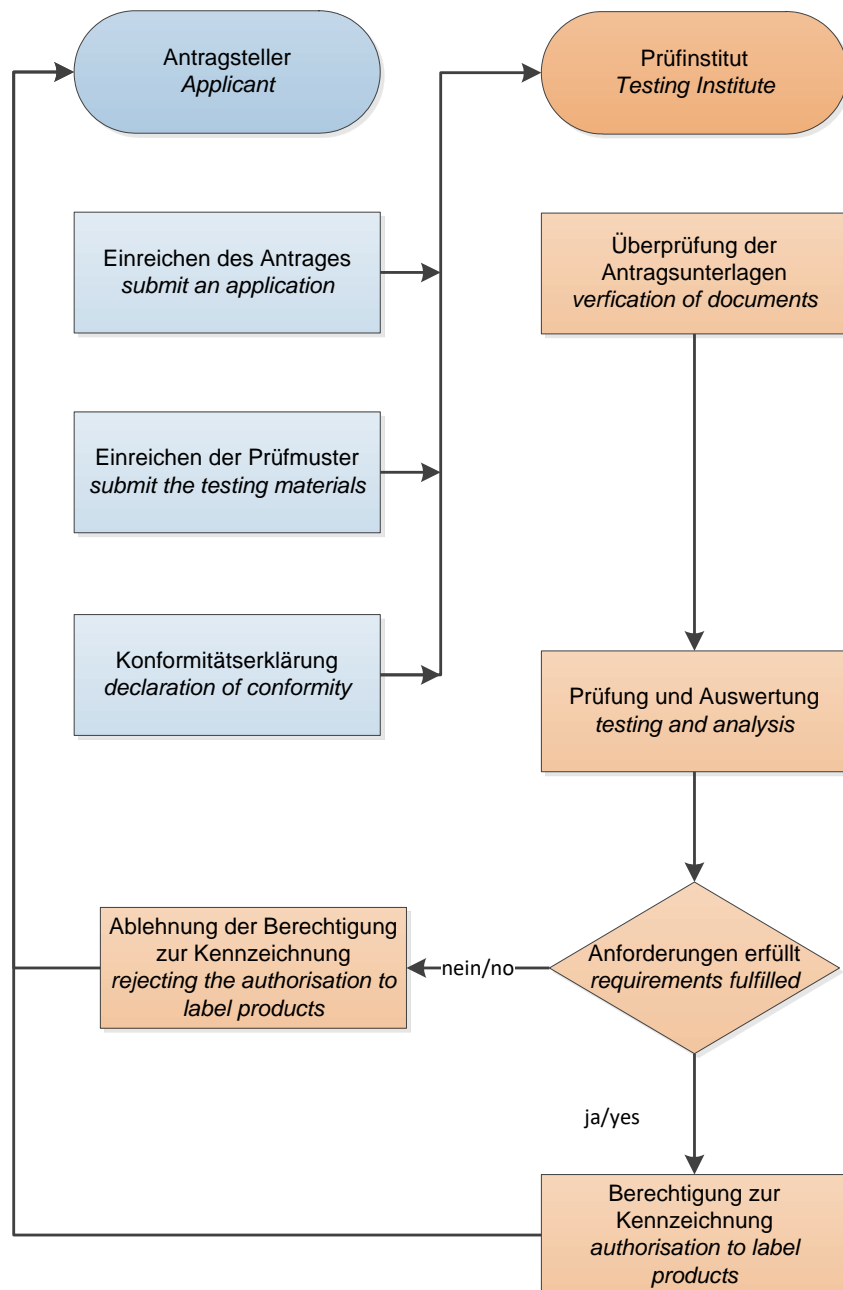 Antragsteller
Applicant
Prüfinstitut
Testing Institute
Einreichen des Antrages
submit an application
Überprüfung der
Antragsunterlagen
verfication of documents
Einreichen der Prüfmuster
submit the testing materials
Konformitätserklärung
declaration of conformity
Prüfung und Auswertung
testing and analysis
Ablehnung der Berechtigung
zur Kennzeichnung
rejecting the authorisation to
label products
nein/no
Anforderungen erfüllt
requirements fulfilled
ja/yes
Berechtigung zur
Kennzeichnung
authorisation to label
products